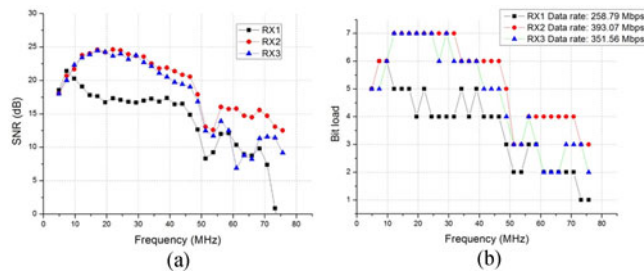 SNR (dB)
30
25
20
15
10
5
0
0 10 20 30 40 50 60 70 80
Frequency (MHz)
RX1
RX2
RX3
(a)
RX1 Data rate: 258.79 Mbps
RX2 Data rate: 393.07 Mbps
RX3 Data rate: 351.56 Mbps
Bit load
7
6
5
4
3
2
1
0 10 20 30 40 50 60 70 80
Frequency (MHz)
(b)